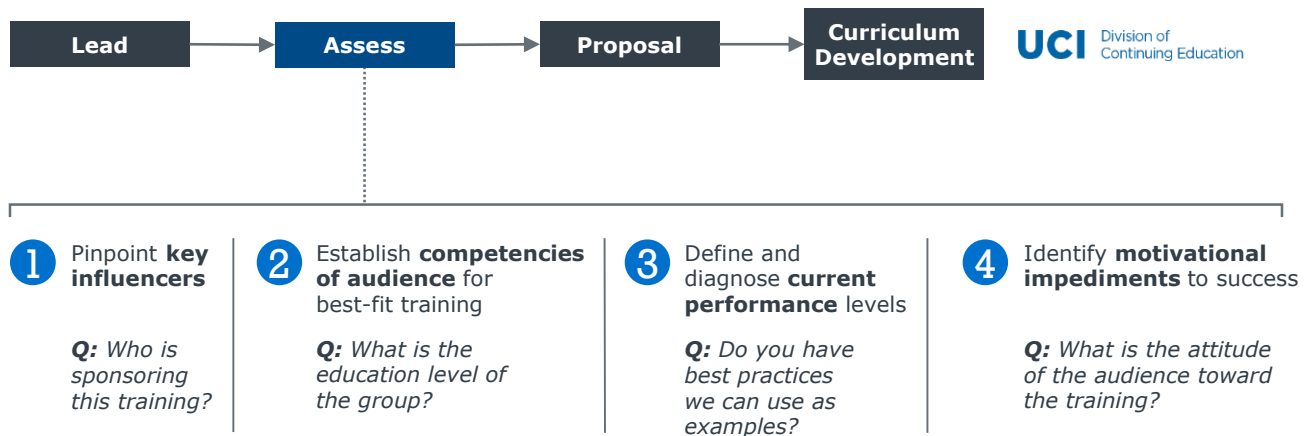 Lead
Assess
Proposal
Curriculum
Development
UCI
Division of
Continuing Education
1
Pinpoint key
influencers
Q: Who is
sponsoring
this training?
2
Establish competencies
of audience for
best-fit training
Q: What is the
education level of
the group?
3
Define and
diagnose current
performance levels
Q: Do you have
best practices
we can use as
examples?
4
Identify motivational
impediments to success
Q: What is the attitude
of the audience toward
the training?